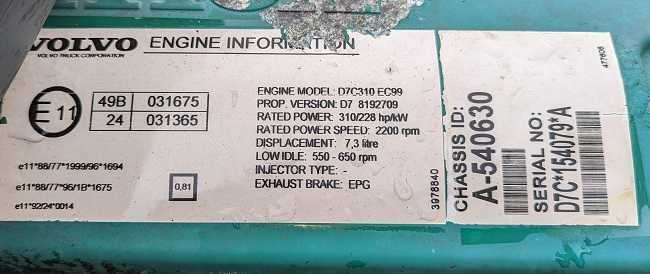 VOLVO
VOLVO TRUCK CORPORATION
ENGINE INFORMATION
E 11
49B 031675
24 031365
e11*88/77*1999/96*1694
e11*88/77*96/1B*1675
e11*92/24*0014
0,81
ENGINE MODEL: D7C310 EC99
PROP. VERSION: D7 8192709
RATED POWER: 310/228 hp/kW
RATED POWER SPEED: 2200 rpm
DISPLACEMENT: 7,3 litre
LOW IDLE: 550 - 650 rpm
INJECTOR TYPE: -
EXHAUST BRAKE: EPG
3978840
CHASSIS ID:
A-540630
SERIAL NO:
D7C*154079*A
477606